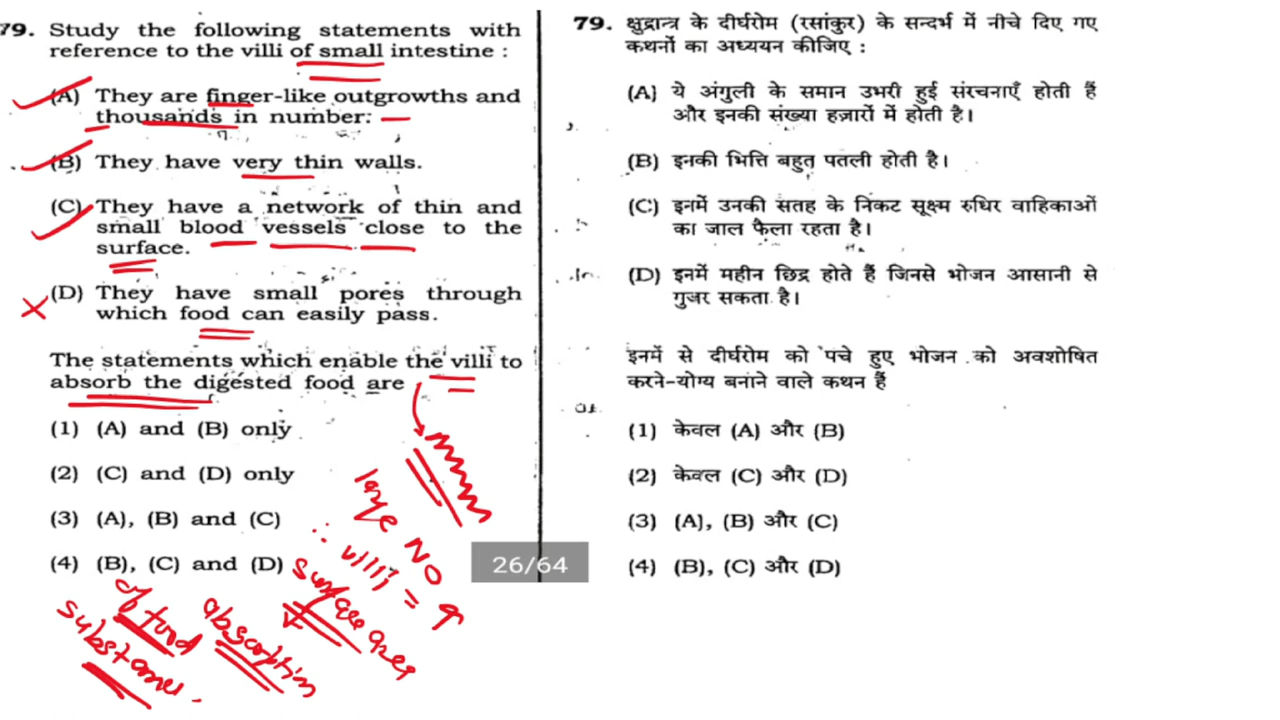 79. Study the following statements with
reference to the villi of small intestine :
(A) They are finger-like outgrowths and
thousands in number.
(B) They have very thin walls.
(C) They have a network of thin and
small blood vessels close to the
surface.
(D) They have small pores through
which food can easily pass.
The statements which enable the villi to
absorb the digested food are
(1) (A) and (B) only
(2) (C) and (D) only
(3) (A), (B) and (C)
(4) (B), (C) and (D)
large NO
∴ villi = ↑
surface area
absorption
of food
substances.
26/64
79. क्षुद्रान्त्र के दीर्घरोम (रसांकुर) के सन्दर्भ में नीचे दिए गए
कथनों का अध्ययन कीजिए :
(A) ये अंगुली के समान उभरी हुई संरचनाएँ होती हैं
और इनकी संख्या हज़ारों में होती है।
(B) इनकी भित्ति बहुत पतली होती है।
(C) इनमें उनकी सतह के निकट सूक्ष्म रुधिर वाहिकाओं
का जाल फैला रहता है।
(D) इनमें महीन छिद्र होते हैं जिनसे भोजन आसानी से
गुज़र सकता है।
इनमें से दीर्घरोम को पचे हुए भोजन को अवशोषित
करने-योग्य बनाने वाले कथन हैं
(1) केवल (A) और (B)
(2) केवल (C) और (D)
(3) (A), (B) और (C)
(4) (B), (C) और (D)